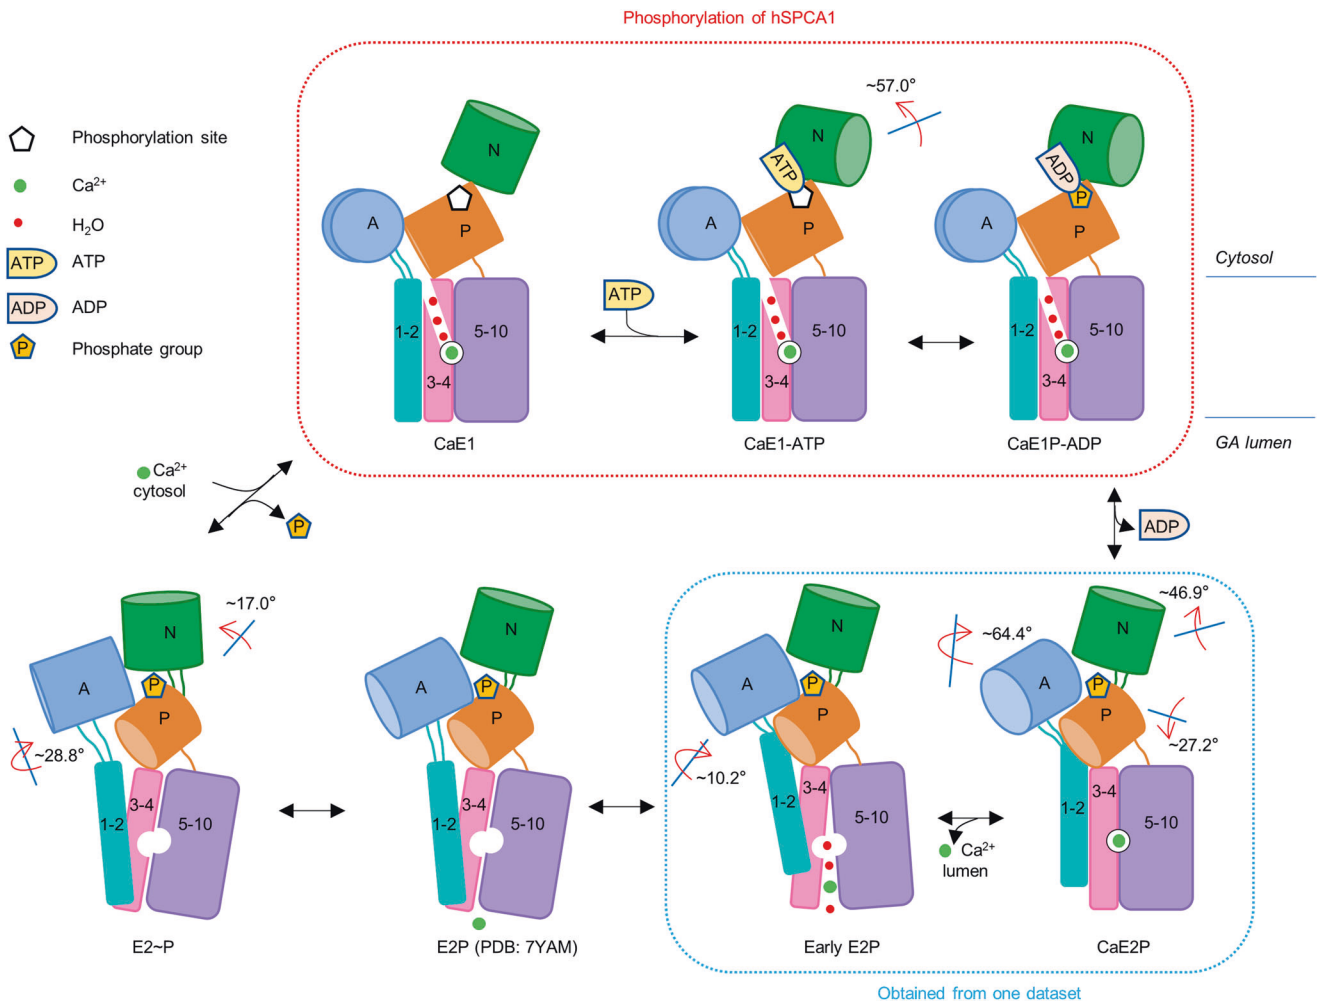 Phosphorylation of hSPCA1
Phosphorylation site
Ca²⁺
H₂O
ATP ATP
ADP ADP
P Phosphate group
N
A
P
1-2
3-4
5-10
CaE1
ATP
~57.0°
N
ATP
A
P
1-2
3-4
5-10
CaE1-ATP
N
ADP
P
A
P
1-2
3-4
5-10
CaE1P-ADP
Cytosol
GA lumen
Ca²⁺
cytosol
P
ADP
~17.0°
N
A
P
P
~28.8°
1-2
3-4
5-10
E2~P
N
A
P
P
1-2
3-4
5-10
E2P (PDB: 7YAM)
N
A
P
P
~10.2°
1-2
3-4
5-10
Early E2P
Ca²⁺
lumen
~64.4°
~46.9°
N
A
P
P
~27.2°
1-2
3-4
5-10
CaE2P
Obtained from one dataset